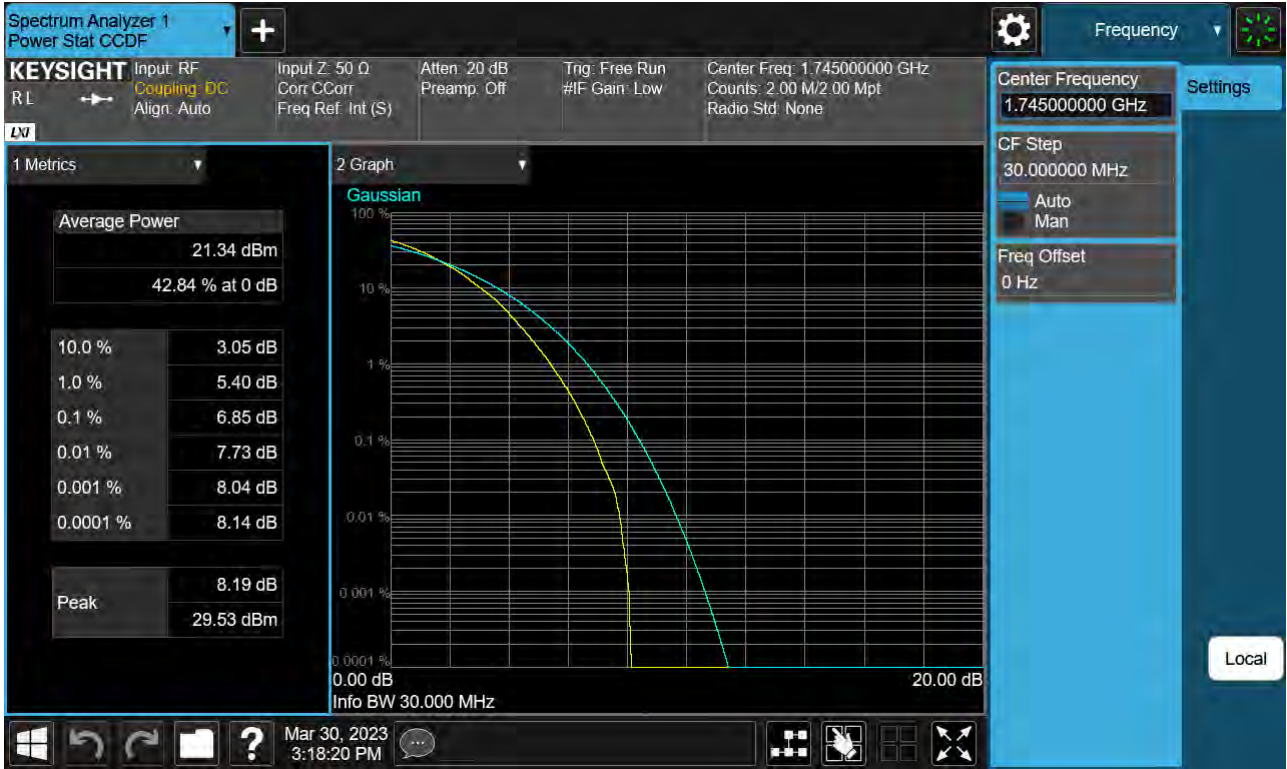 Spectrum Analyzer 1
Power Stat CCDF
Frequency
KEYSIGHT
R L
LXI
Input: RF
Coupling: DC
Align: Auto
Input Z: 50 Ω
Corr CCorr
Freq Ref: Int (S)
Atten: 20 dB
Preamp: Off
Trig: Free Run
#IF Gain: Low
Center Freq: 1.745000000 GHz
Counts: 2.00 M/2.00 Mpt
Radio Std: None
Center Frequency
1.745000000 GHz
Settings
CF Step
30.000000 MHz
Auto
Man
Freq Offset
0 Hz
1 Metrics
Average Power
21.34 dBm
42.84 % at 0 dB
10.0 % 3.05 dB
1.0 % 5.40 dB
0.1 % 6.85 dB
0.01 % 7.73 dB
0.001 % 8.04 dB
0.0001 % 8.14 dB
Peak
8.19 dB
29.53 dBm
2 Graph
Gaussian
100 %
10 %
1 %
0.1 %
0.01 %
0.001 %
0.0001 %
0.00 dB 20.00 dB
Info BW 30.000 MHz
Local
?
Mar 30, 2023
3:18:20 PM